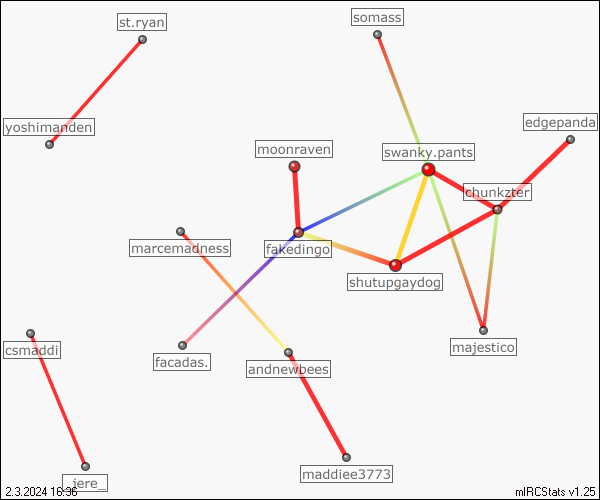 st.ryan
somass
yoshimanden
edgepanda
moonraven
swanky.pants
chunkzter
marcemadness
fakedingo
shutupgaydog
csmaddi
facadas.
andnewbees
majestico
maddiee3773
_jere_
2.3.2024 16:36
mIRCStats v1.25